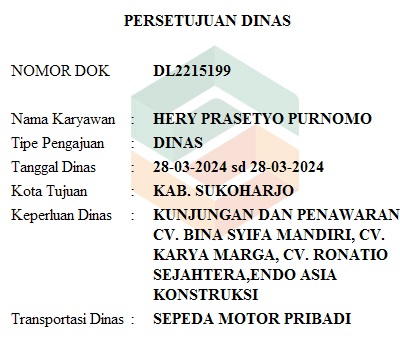 PERSETUJUAN DINAS
NOMOR DOK DL2215199
Nama Karyawan : HERY PRASETYO PURNOMO
Tipe Pengajuan : DINAS
Tanggal Dinas : 28-03-2024 sd 28-03-2024
Kota Tujuan : KAB. SUKOHARJO
Keperluan Dinas : KUNJUNGAN DAN PENAWARAN
CV. BINA SYIFA MANDIRI, CV.
KARYA MARGA, CV. RONATIO
SEJAHTERA,ENDO ASIA
KONSTRUKSI
Transportasi Dinas : SEPEDA MOTOR PRIBADI